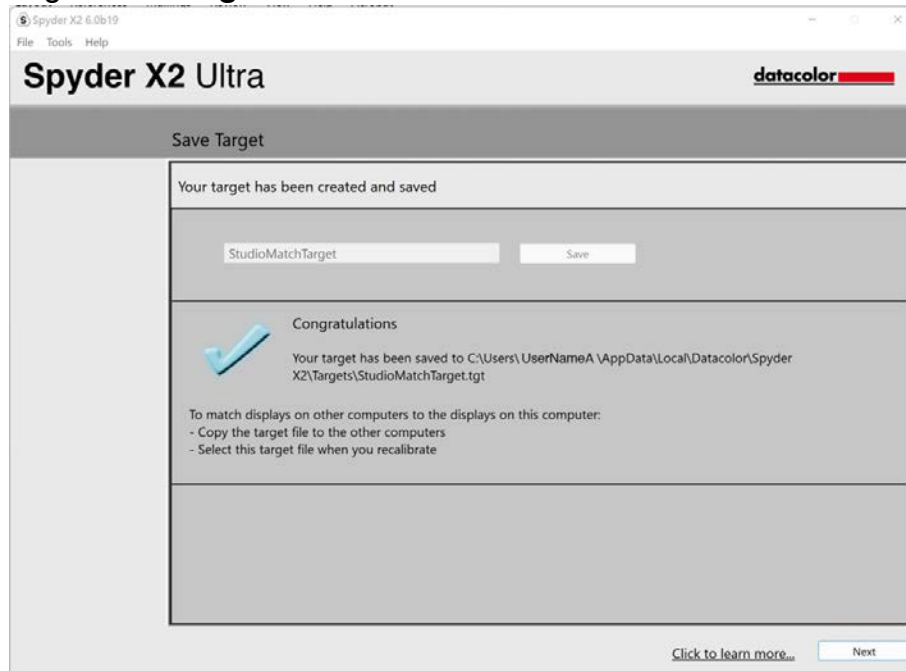 Spyder X2 6.0b19
File Tools Help
Spyder X2 Ultra
datacolor
Save Target
Your target has been created and saved
StudioMatchTarget
Save
Congratulations
Your target has been saved to C:\Users\ UserNameA \AppData\Local\Datacolor\Spyder
X2\Targets\StudioMatchTarget.tgt
To match displays on other computers to the displays on this computer:
- Copy the target file to the other computers
- Select this target file when you recalibrate
Click to learn more...
Next